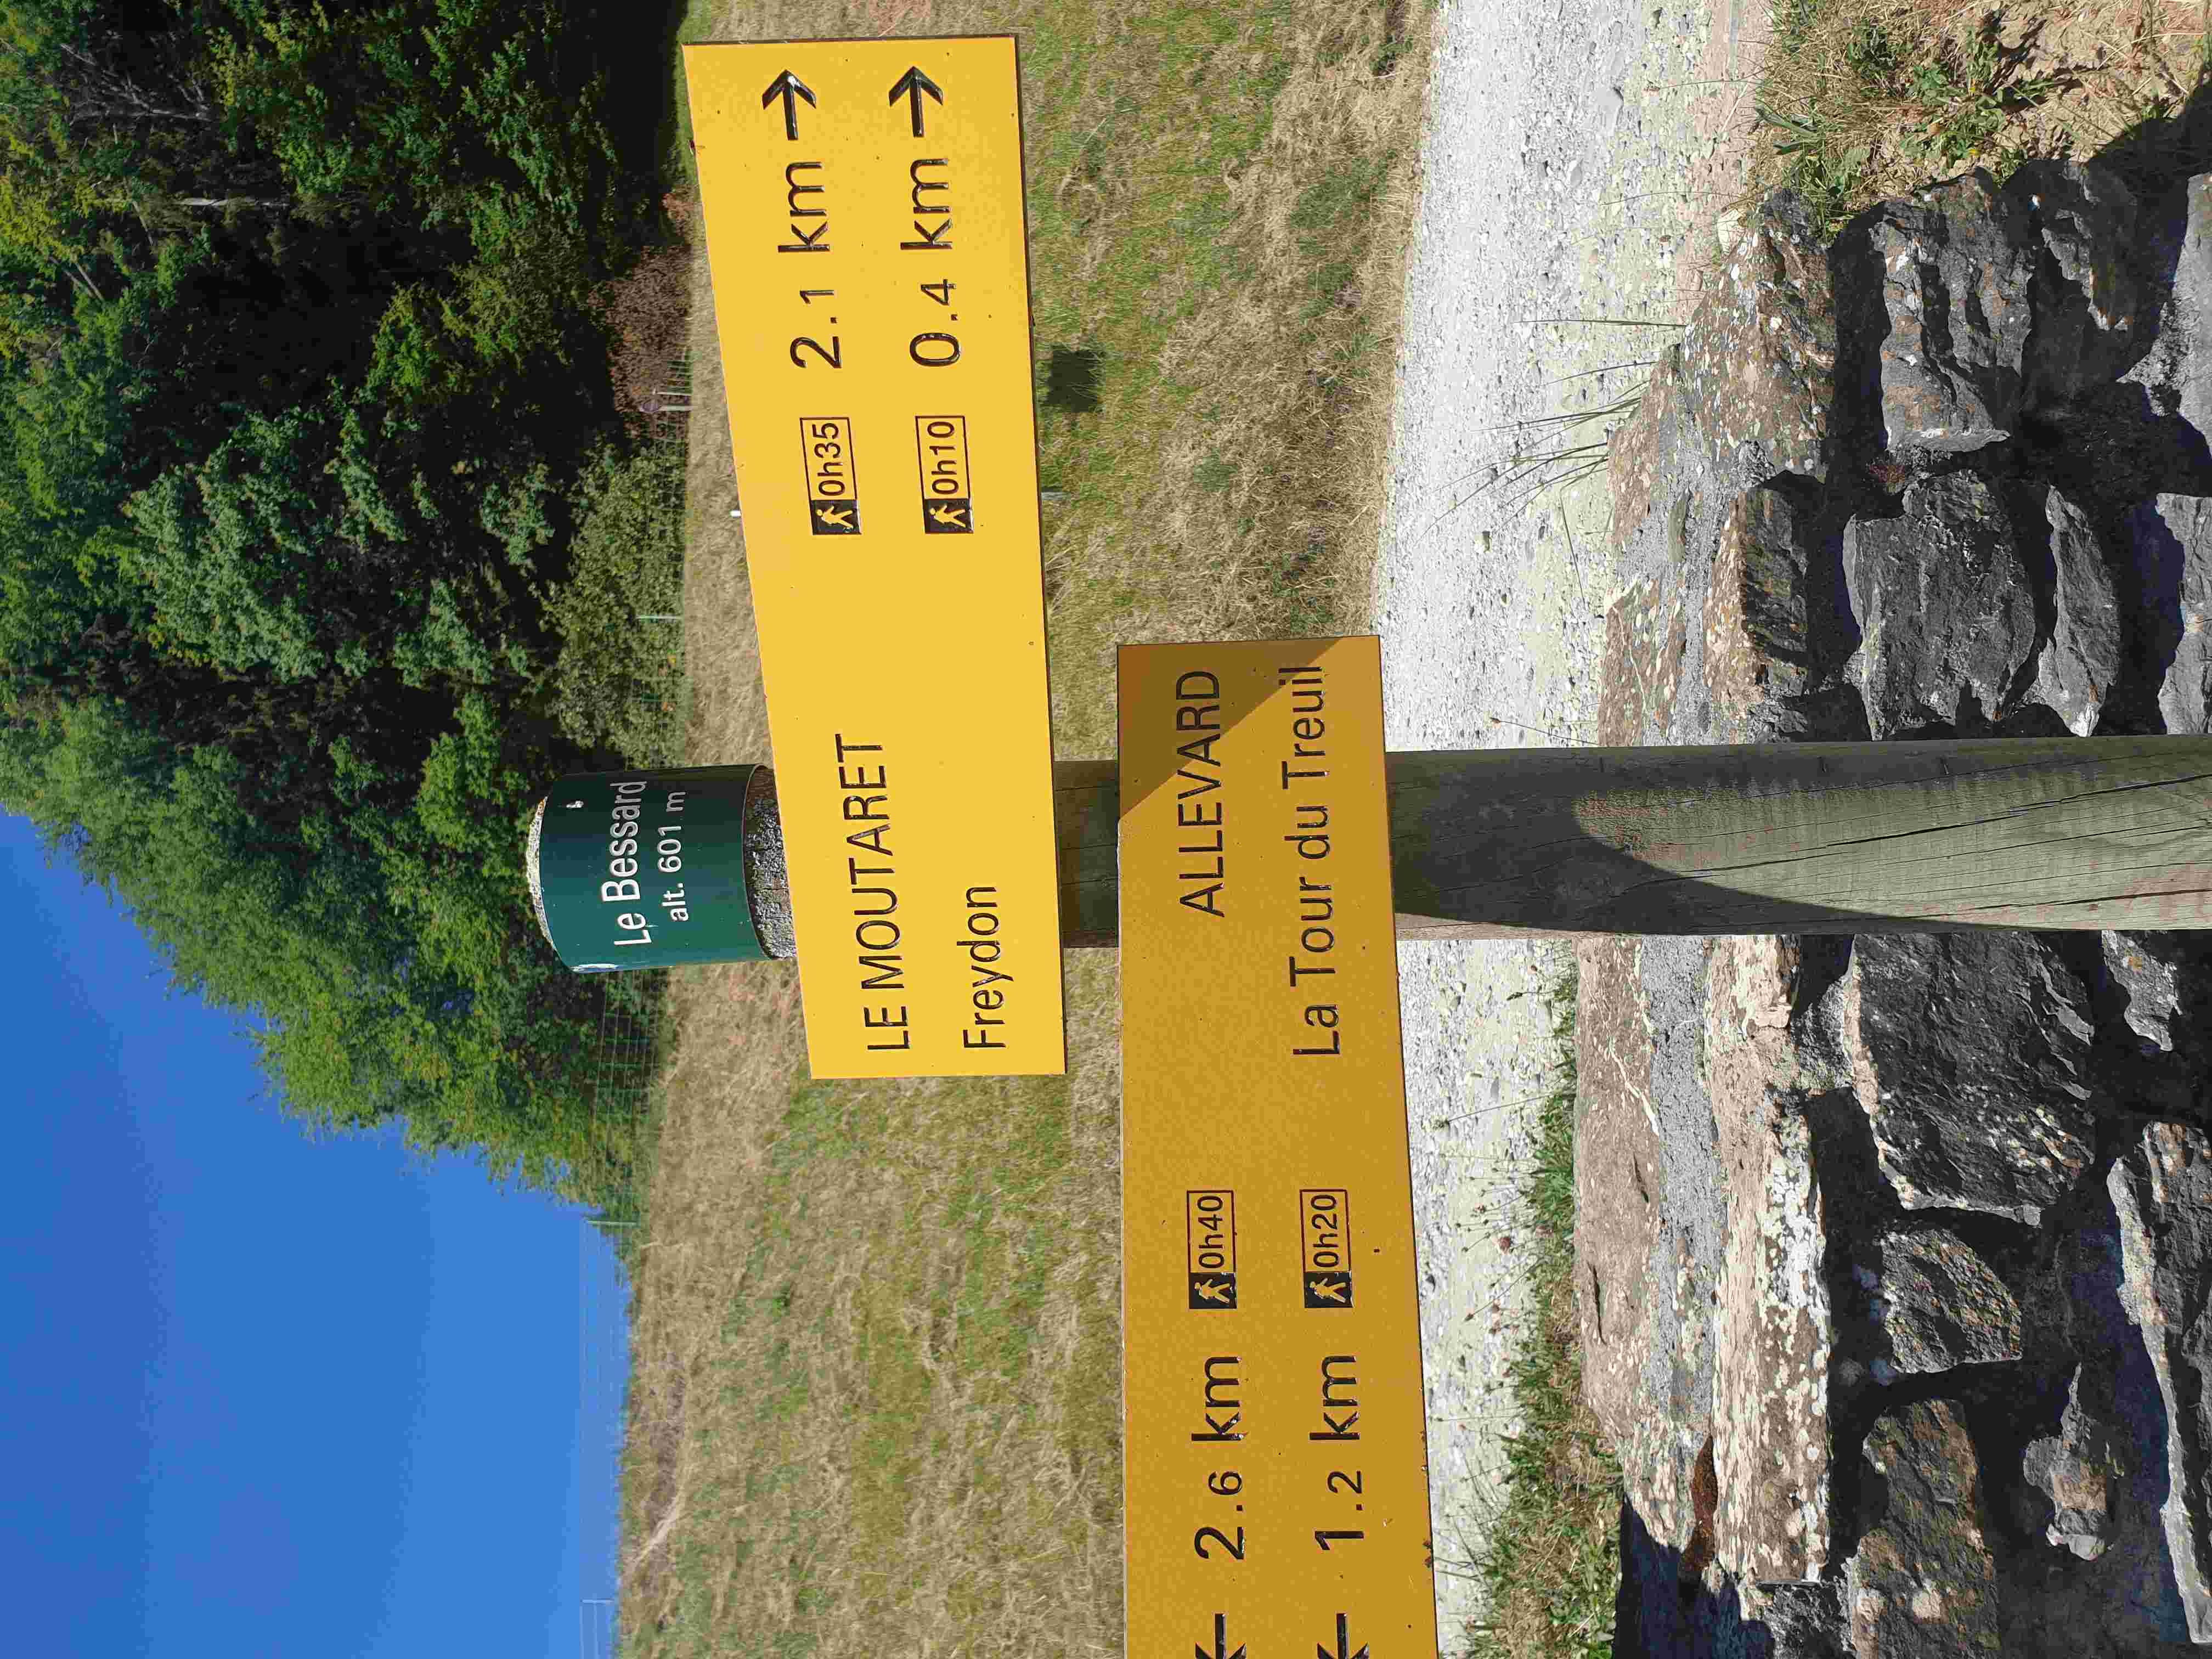 Le Bessard
alt. 601 m
LE MOUTARET 0h35 2.1 km →
Freydon 0h10 0.4 km →
← 2.6 km 0h40 ALLEVARD
← 1.2 km 0h20 La Tour du Treuil